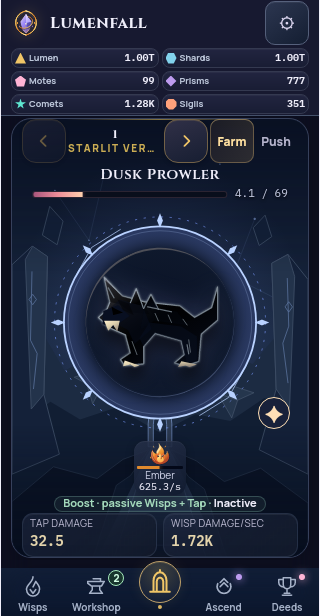 LUMENFALL
Lumen 1.00T
Shards 1.00T
Motes 99
Prisms 777
Comets 1.28K
Sigils 351
1
STARLIT VER…
Farm
Push
DUSK PROWLER
4.1 / 69
Ember
625.3/s
Boost · passive Wisps + Tap · Inactive
TAP DAMAGE
32.5
WISP DAMAGE/SEC
1.72K
2
Wisps
Workshop
Ascend
Deeds